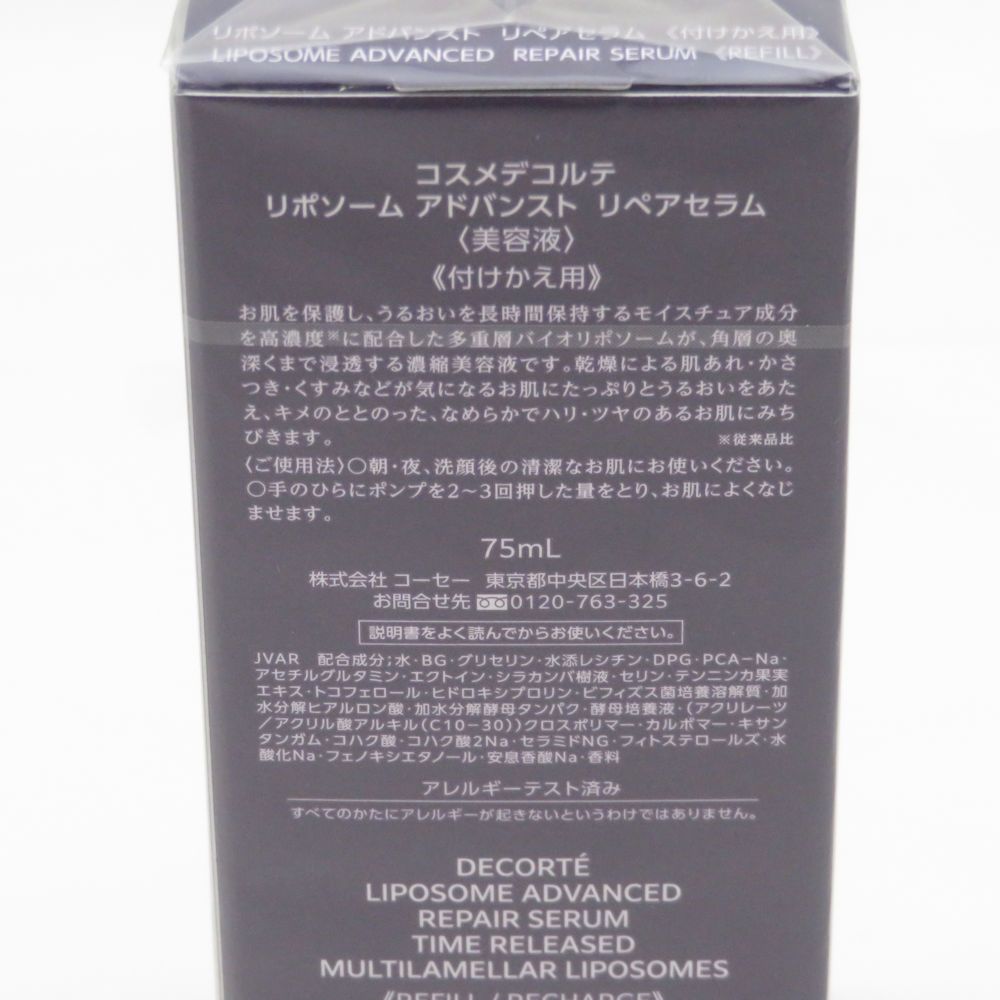 リポソーム アドバンスト リペアセラム 《付けかえ用》
LIPOSOME ADVANCED REPAIR SERUM 《REFILL》
コスメデコルテ
リポソーム アドバンスト リペアセラム
〈美容液〉
《付けかえ用》
お肌を保護し、うるおいを長時間保持するモイスチュア成分
を高濃度※に配合した多重層バイオリポソームが、角層の奥
深くまで浸透する濃縮美容液です。乾燥による肌あれ・かさ
つき・くすみなどが気になるお肌にたっぷりとうるおいをあた
え、キメのととのった、なめらかでハリ・ツヤのあるお肌にみち
びきます。 ※従来品比
〈ご使用法〉○朝・夜、洗顔後の清潔なお肌にお使いください。
○手のひらにポンプを2〜3回押した量をとり、お肌によくなじ
ませます。
75mL
株式会社 コーセー 東京都中央区日本橋3-6-2
お問合せ先 0120-763-325
説明書をよく読んでからお使いください。
JVAR 配合成分;水・BG・グリセリン・水添レシチン・DPG・PCA-Na・
アセチルグルタミン・エクトイン・シラカンバ樹液・セリン・テンニンカ果実
エキス・トコフェロール・ヒドロキシプロリン・ビフィズス菌培養溶解質・加
水分解ヒアルロン酸・加水分解酵母タンパク・酵母培養液・(アクリレーツ
/アクリル酸アルキル(C10-30))クロスポリマー・カルボマー・キサン
タンガム・コハク酸・コハク酸2Na・セラミドNG・フィトステロールズ・水
酸化Na・フェノキシエタノール・安息香酸Na・香料
アレルギーテスト済み
すべてのかたにアレルギーが起きないというわけではありません。
DECORTÉ
LIPOSOME ADVANCED
REPAIR SERUM
TIME RELEASED
MULTILAMELLAR LIPOSOMES
《REFILL / RECHARGE》